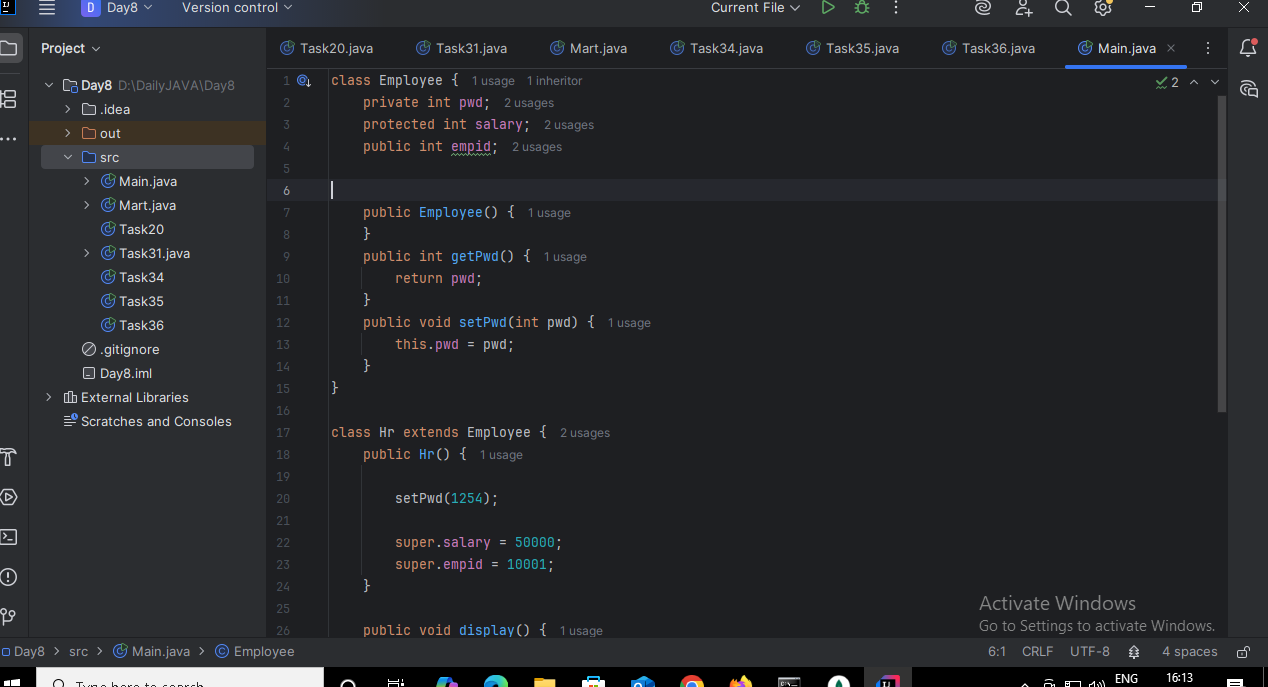 D Day8 Version control Current File
Project
Task20.java Task31.java Mart.java Task34.java Task35.java Task36.java Main.java
Day8 D:\DailyJAVA\Day8
.idea
out
src
Main.java
Mart.java
Task20
Task31.java
Task34
Task35
Task36
.gitignore
Day8.iml
External Libraries
Scratches and Consoles
2
1 class Employee { 1 usage 1 inheritor
2 private int pwd; 2 usages
3 protected int salary; 2 usages
4 public int empid; 2 usages
5
6
7 public Employee() { 1 usage
8 }
9 public int getPwd() { 1 usage
10 return pwd;
11 }
12 public void setPwd(int pwd) { 1 usage
13 this.pwd = pwd;
14 }
15 }
16
17 class Hr extends Employee { 2 usages
18 public Hr() { 1 usage
19
20 setPwd(1254);
21
22 super.salary = 50000;
23 super.empid = 10001;
24 }
25
26 public void display() { 1 usage
Activate Windows
Go to Settings to activate Windows.
Day8 > src > Main.java > Employee 6:1 CRLF UTF-8 4 spaces
Type here to search ENG 16:13